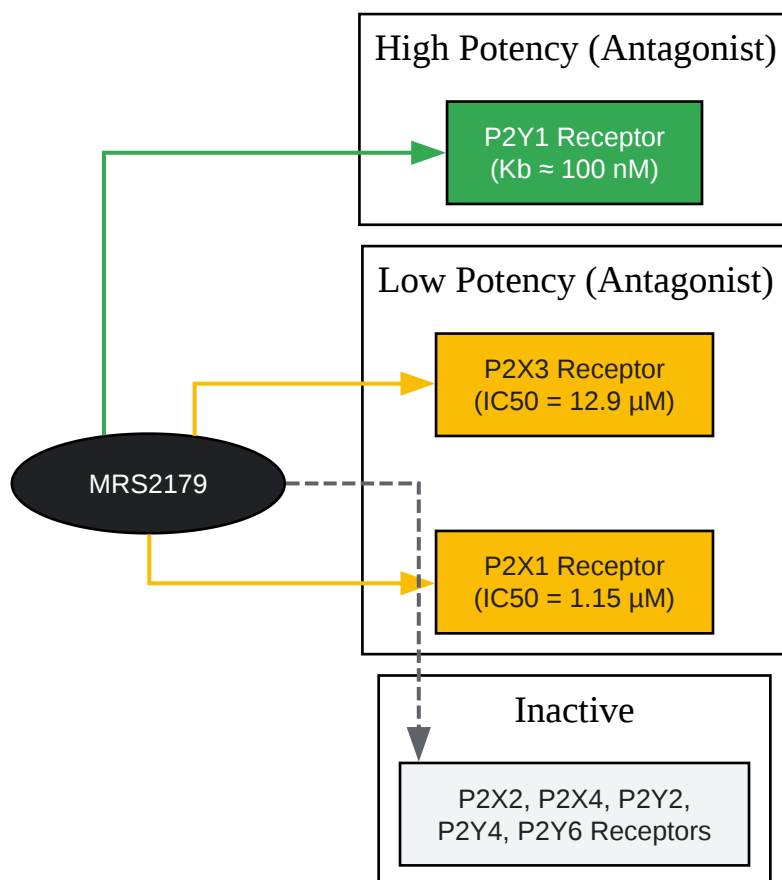 High Potency (Antagonist)
P2Y1 Receptor
(Kb ≈ 100 nM)
Low Potency (Antagonist)
P2X3 Receptor
(IC50 = 12.9 µM)
MRS2179
P2X1 Receptor
(IC50 = 1.15 µM)
Inactive
P2X2, P2X4, P2Y2,
P2Y4, P2Y6 Receptors